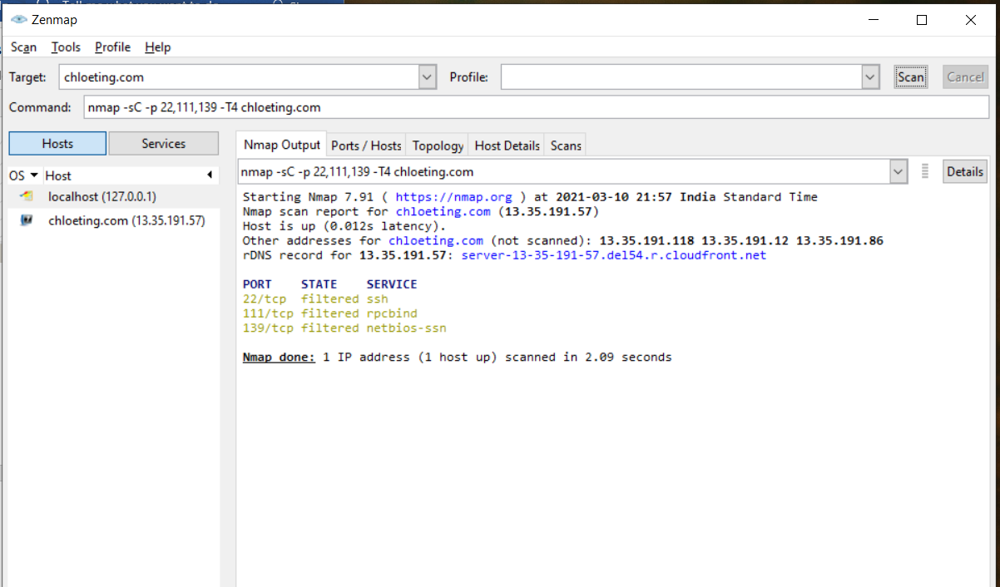 Zenmap
Scan Tools Profile Help
Target: chloeting.com Profile: Scan Cancel
Command: nmap -sC -p 22,111,139 -T4 chloeting.com
Hosts Services
Nmap Output Ports / Hosts Topology Host Details Scans
OS Host
localhost (127.0.0.1)
chloeting.com (13.35.191.57)
nmap -sC -p 22,111,139 -T4 chloeting.com Details
Starting Nmap 7.91 ( https://nmap.org ) at 2021-03-10 21:57 India Standard Time
Nmap scan report for chloeting.com (13.35.191.57)
Host is up (0.012s latency).
Other addresses for chloeting.com (not scanned): 13.35.191.118 13.35.191.12 13.35.191.86
rDNS record for 13.35.191.57: server-13-35-191-57.del54.r.cloudfront.net
PORT STATE SERVICE
22/tcp filtered ssh
111/tcp filtered rpcbind
139/tcp filtered netbios-ssn
Nmap done: 1 IP address (1 host up) scanned in 2.09 seconds